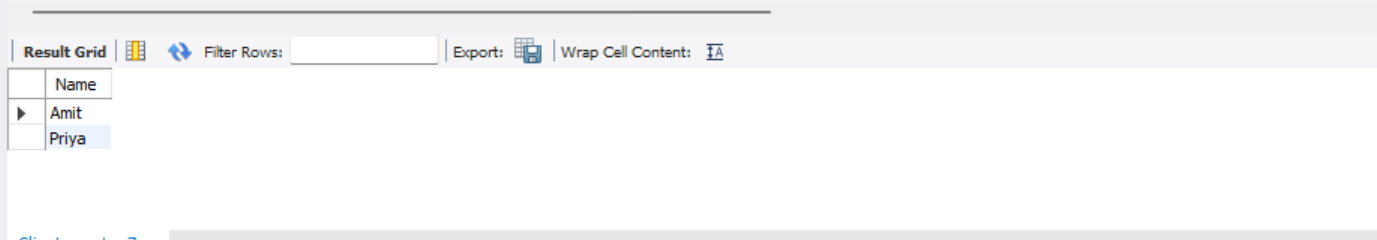 Result Grid Filter Rows: Export: Wrap Cell Content:
Name
Amit
Priya